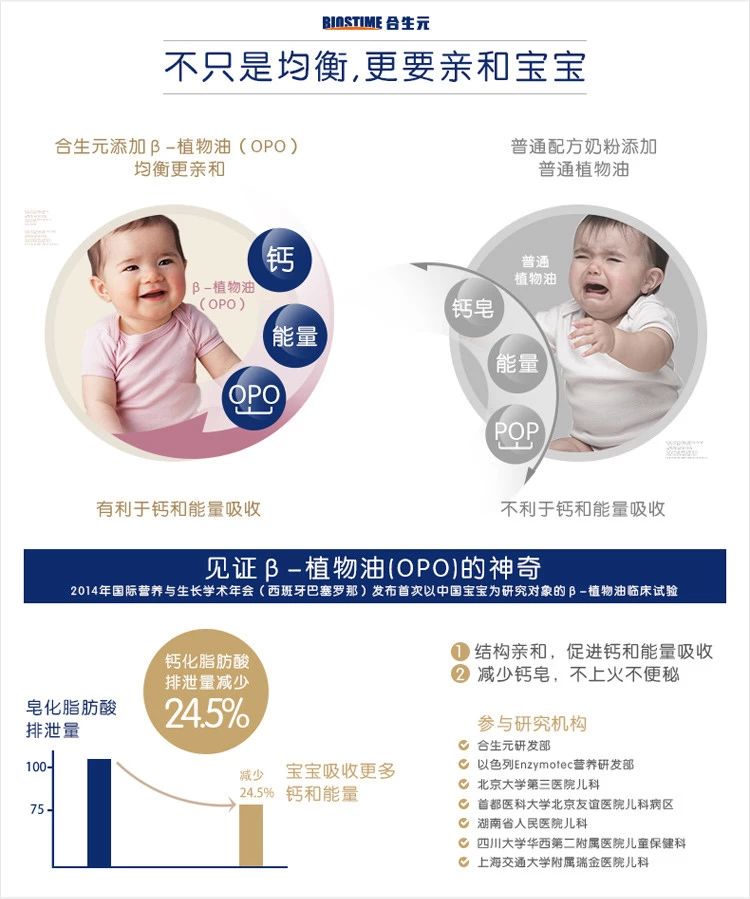 BIOSTIME 合生元
不只是均衡,更要亲和宝宝
合生元添加β-植物油(OPO)
均衡更亲和
普通配方奶粉添加
普通植物油
钙
β-植物油
(OPO)
能量
OPO
普通
植物油
钙皂
能量
POP
有利于钙和能量吸收
不利于钙和能量吸收
见证β-植物油(OPO)的神奇
2014年国际营养与生长学术年会(西班牙巴塞罗那)发布首次以中国宝宝为研究对象的β-植物油临床试验
钙化脂肪酸
排泄量减少
24.5%
皂化脂肪酸
排泄量
100
75
减少
24.5%
宝宝吸收更多
钙和能量
1 结构亲和,促进钙和能量吸收
2 减少钙皂,不上火不便秘
参与研究机构
合生元研发部
以色列Enzymotec营养研发部
北京大学第三医院儿科
首都医科大学北京友谊医院儿科病区
湖南省人民医院儿科
四川大学华西第二附属医院儿童保健科
上海交通大学附属瑞金医院儿科